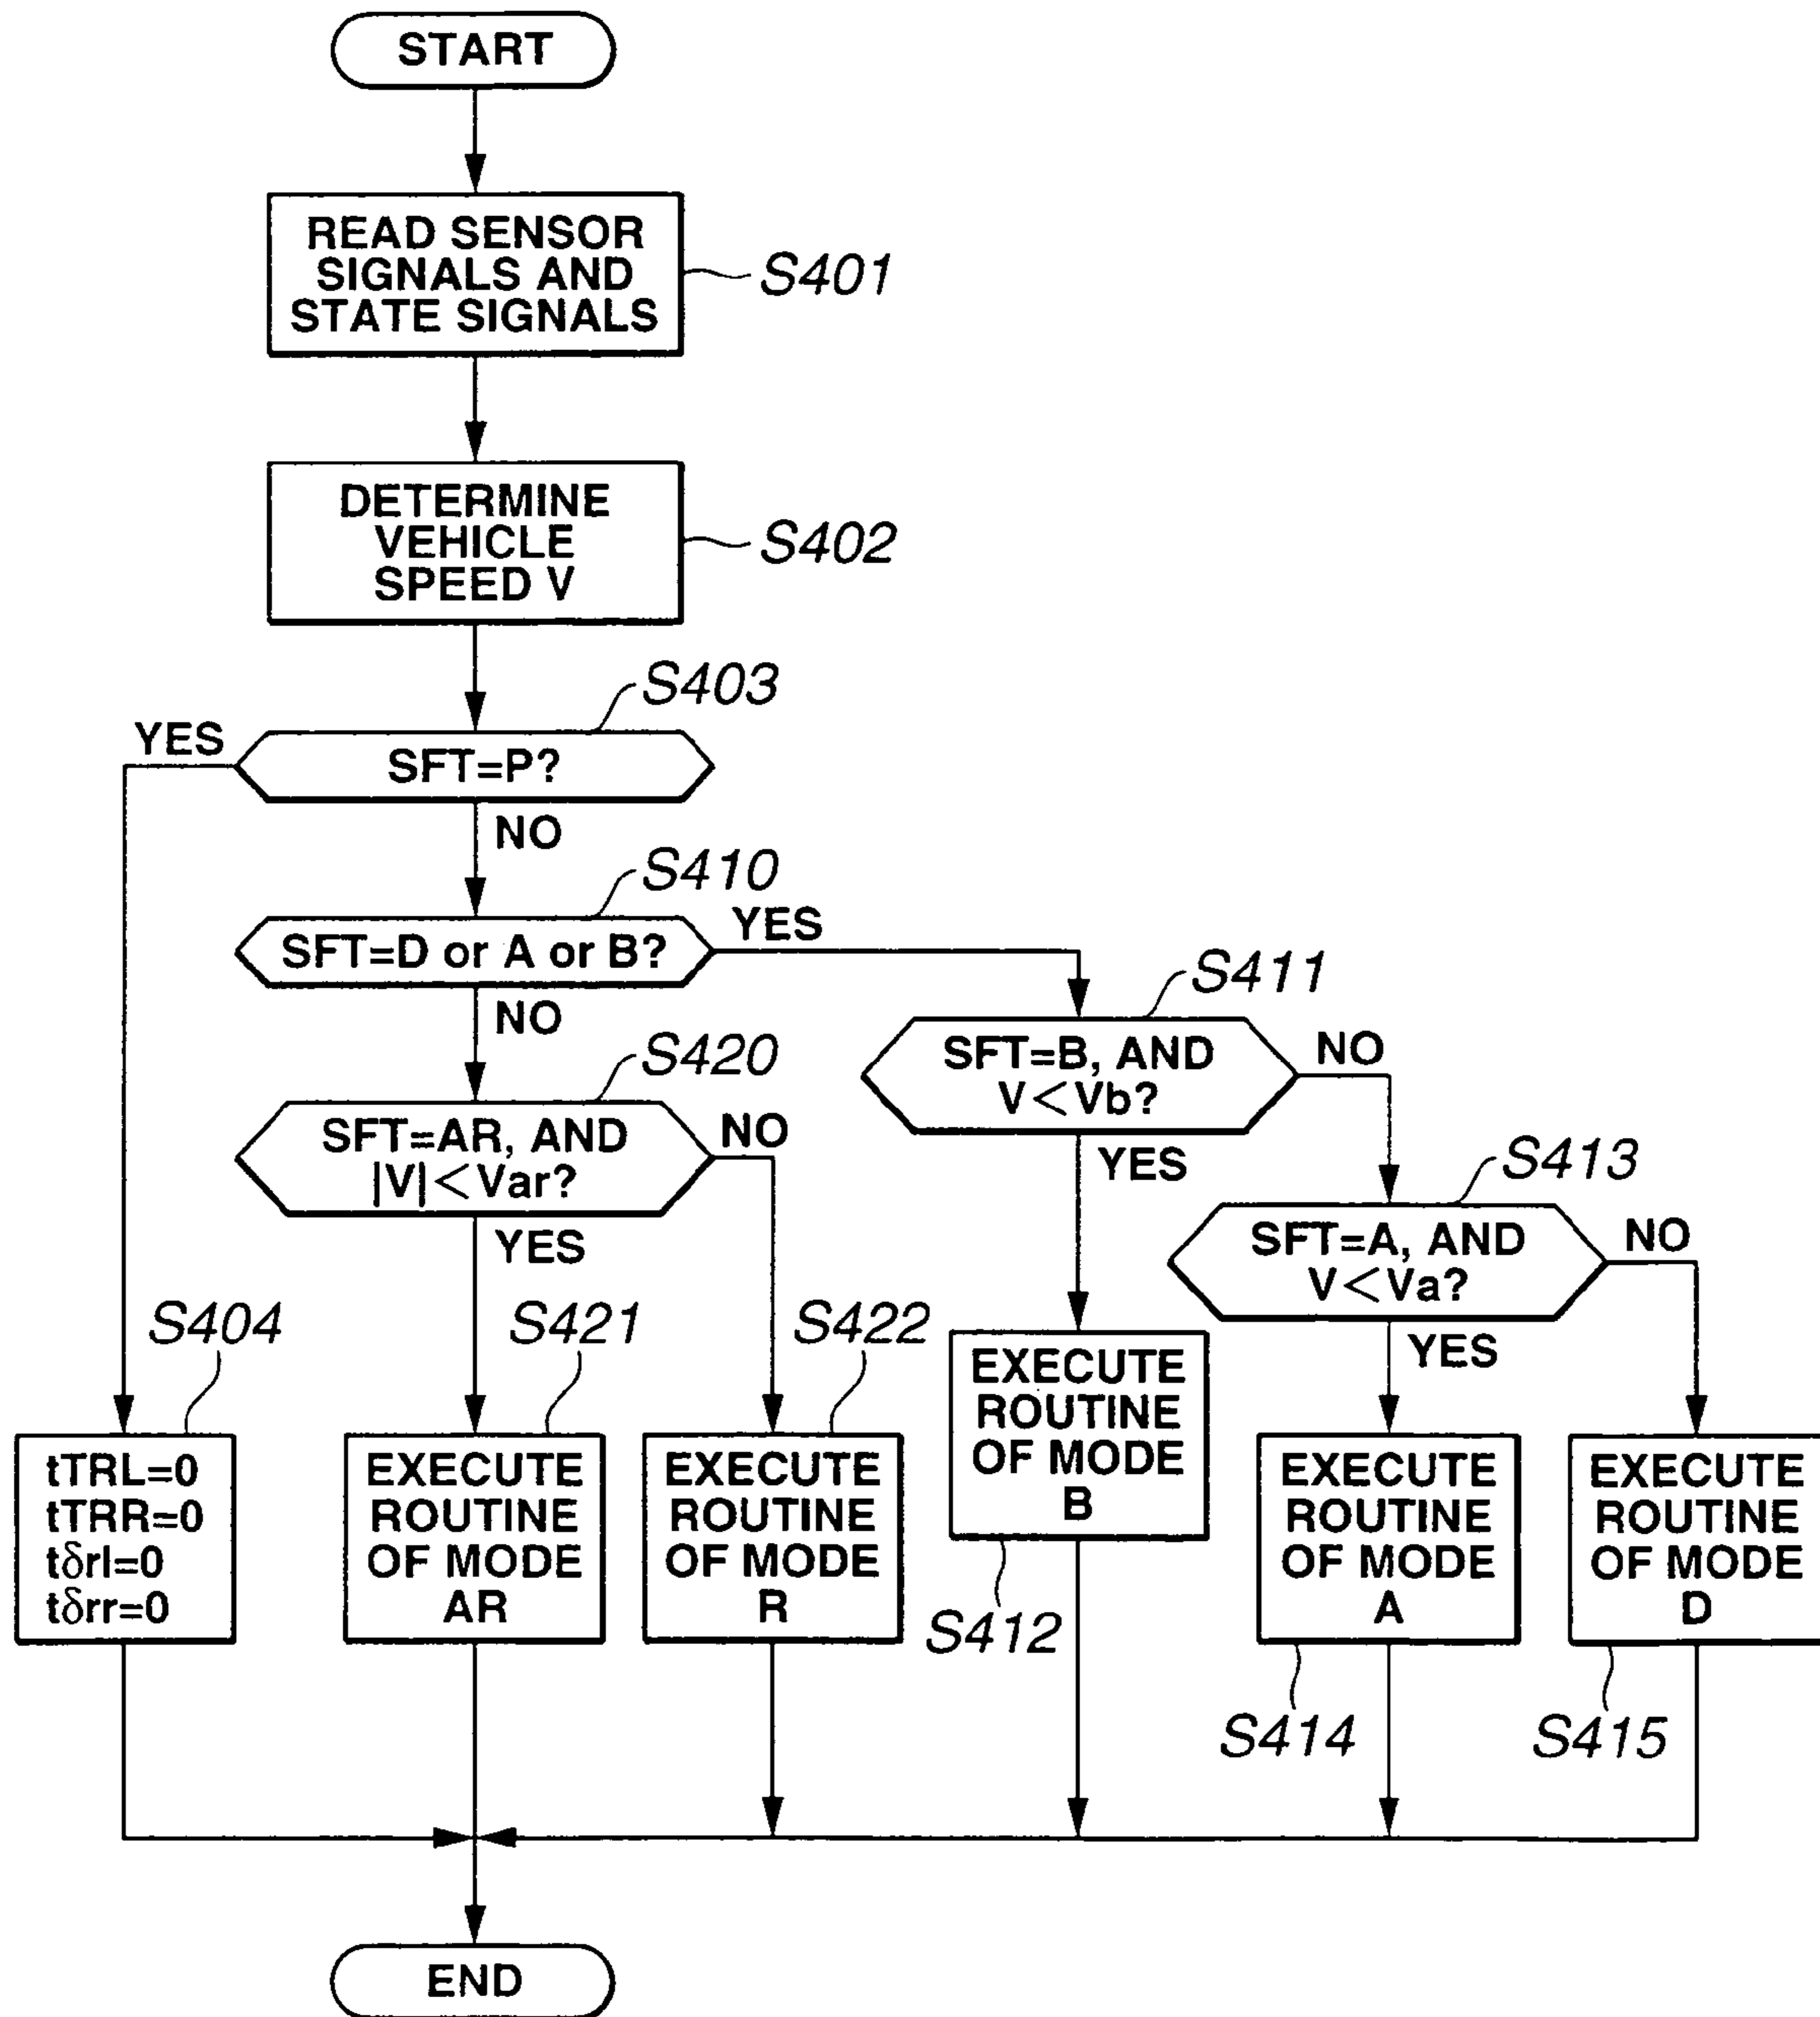 START
READ SENSOR
SIGNALS AND
STATE SIGNALS
S401
DETERMINE
VEHICLE
SPEED V
S402
S403
YES
SFT=P?
NO
S410
SFT=D or A or B?
YES
NO
S411
SFT=B, AND
V<Vb?
NO
YES
S420
SFT=AR, AND
|V|<Var?
NO
YES
S413
SFT=A, AND
V<Va?
NO
YES
S404
tTRL=0
tTRR=0
tδrl=0
tδrr=0
S421
EXECUTE
ROUTINE
OF MODE
AR
S422
EXECUTE
ROUTINE
OF MODE
R
EXECUTE
ROUTINE
OF MODE
B
S412
EXECUTE
ROUTINE
OF MODE
A
S414
EXECUTE
ROUTINE
OF MODE
D
S415
END